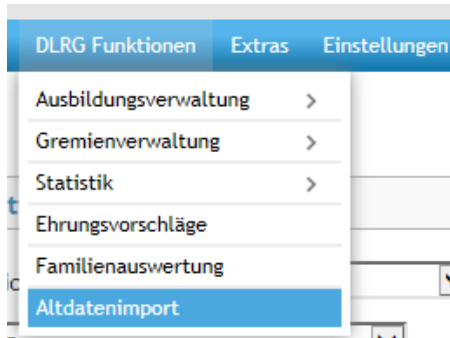 DLRG Funktionen Extras Einstellungen
Ausbildungsverwaltung
Gremienverwaltung
Statistik
Ehrungsvorschläge
Familienauswertung
Altdatenimport